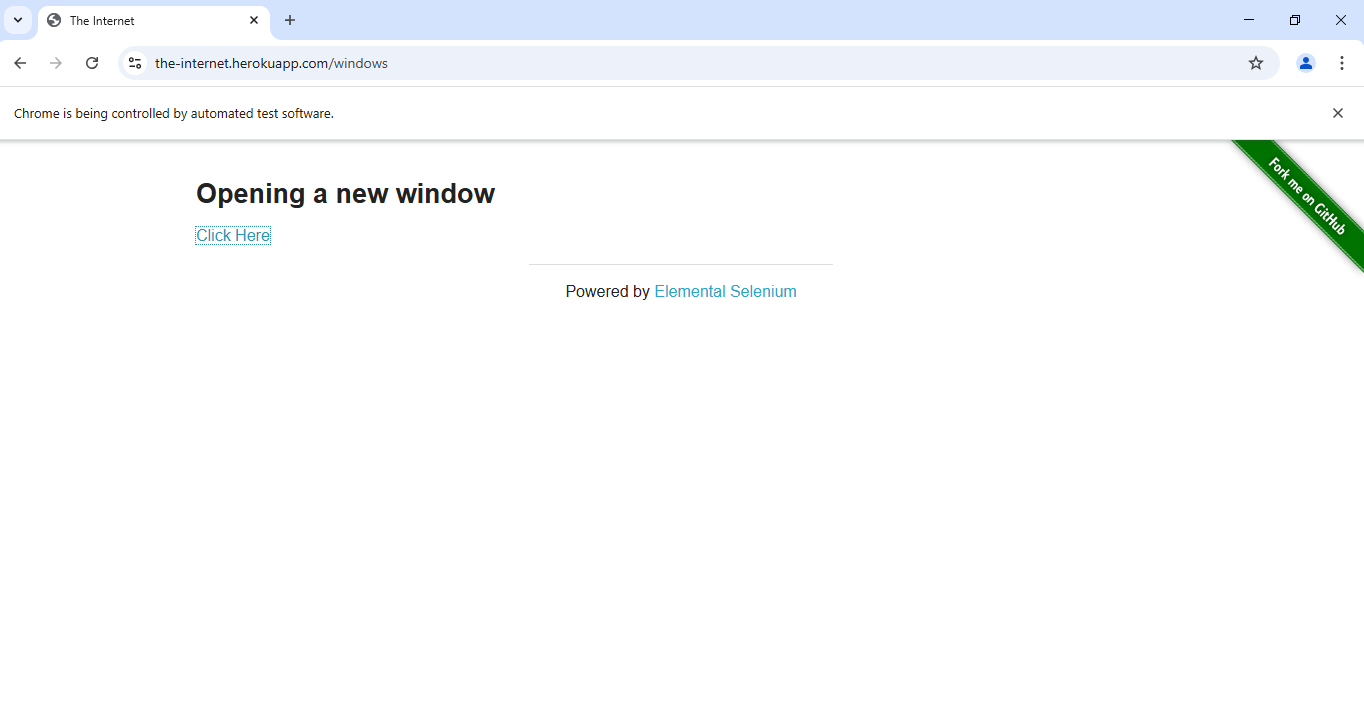 The Internet
the-internet.herokuapp.com/windows
Chrome is being controlled by automated test software.
Fork me on GitHub
Opening a new window
Click Here
Powered by Elemental Selenium